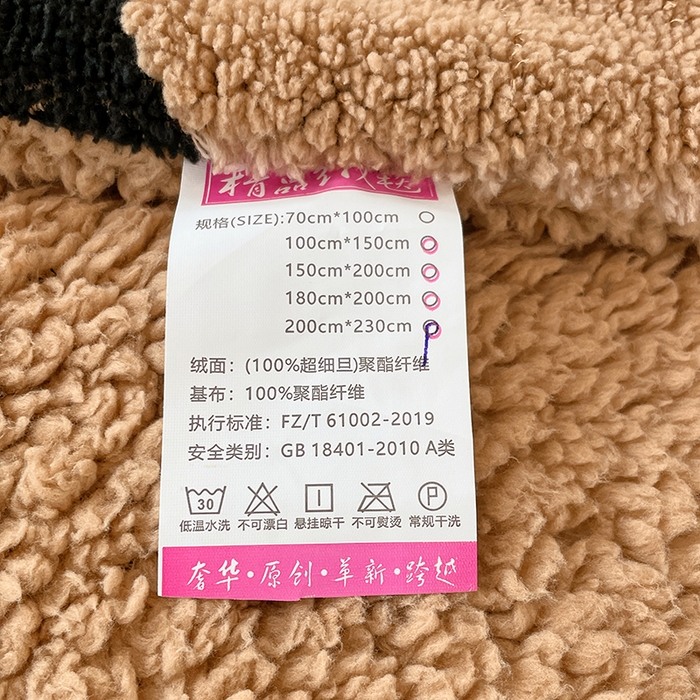 精品
规格(SIZE):70cm*100cm
100cm*150cm
150cm*200cm
180cm*200cm
200cm*230cm
绒面：(100%超细旦)聚酯纤维
基布：100%聚酯纤维
执行标准：FZ/T 61002-2019
安全类别：GB 18401-2010 A类
30
P
低温水洗 不可漂白 悬挂晾干 不可熨烫 常规干洗
奢华·原创·革新·跨越